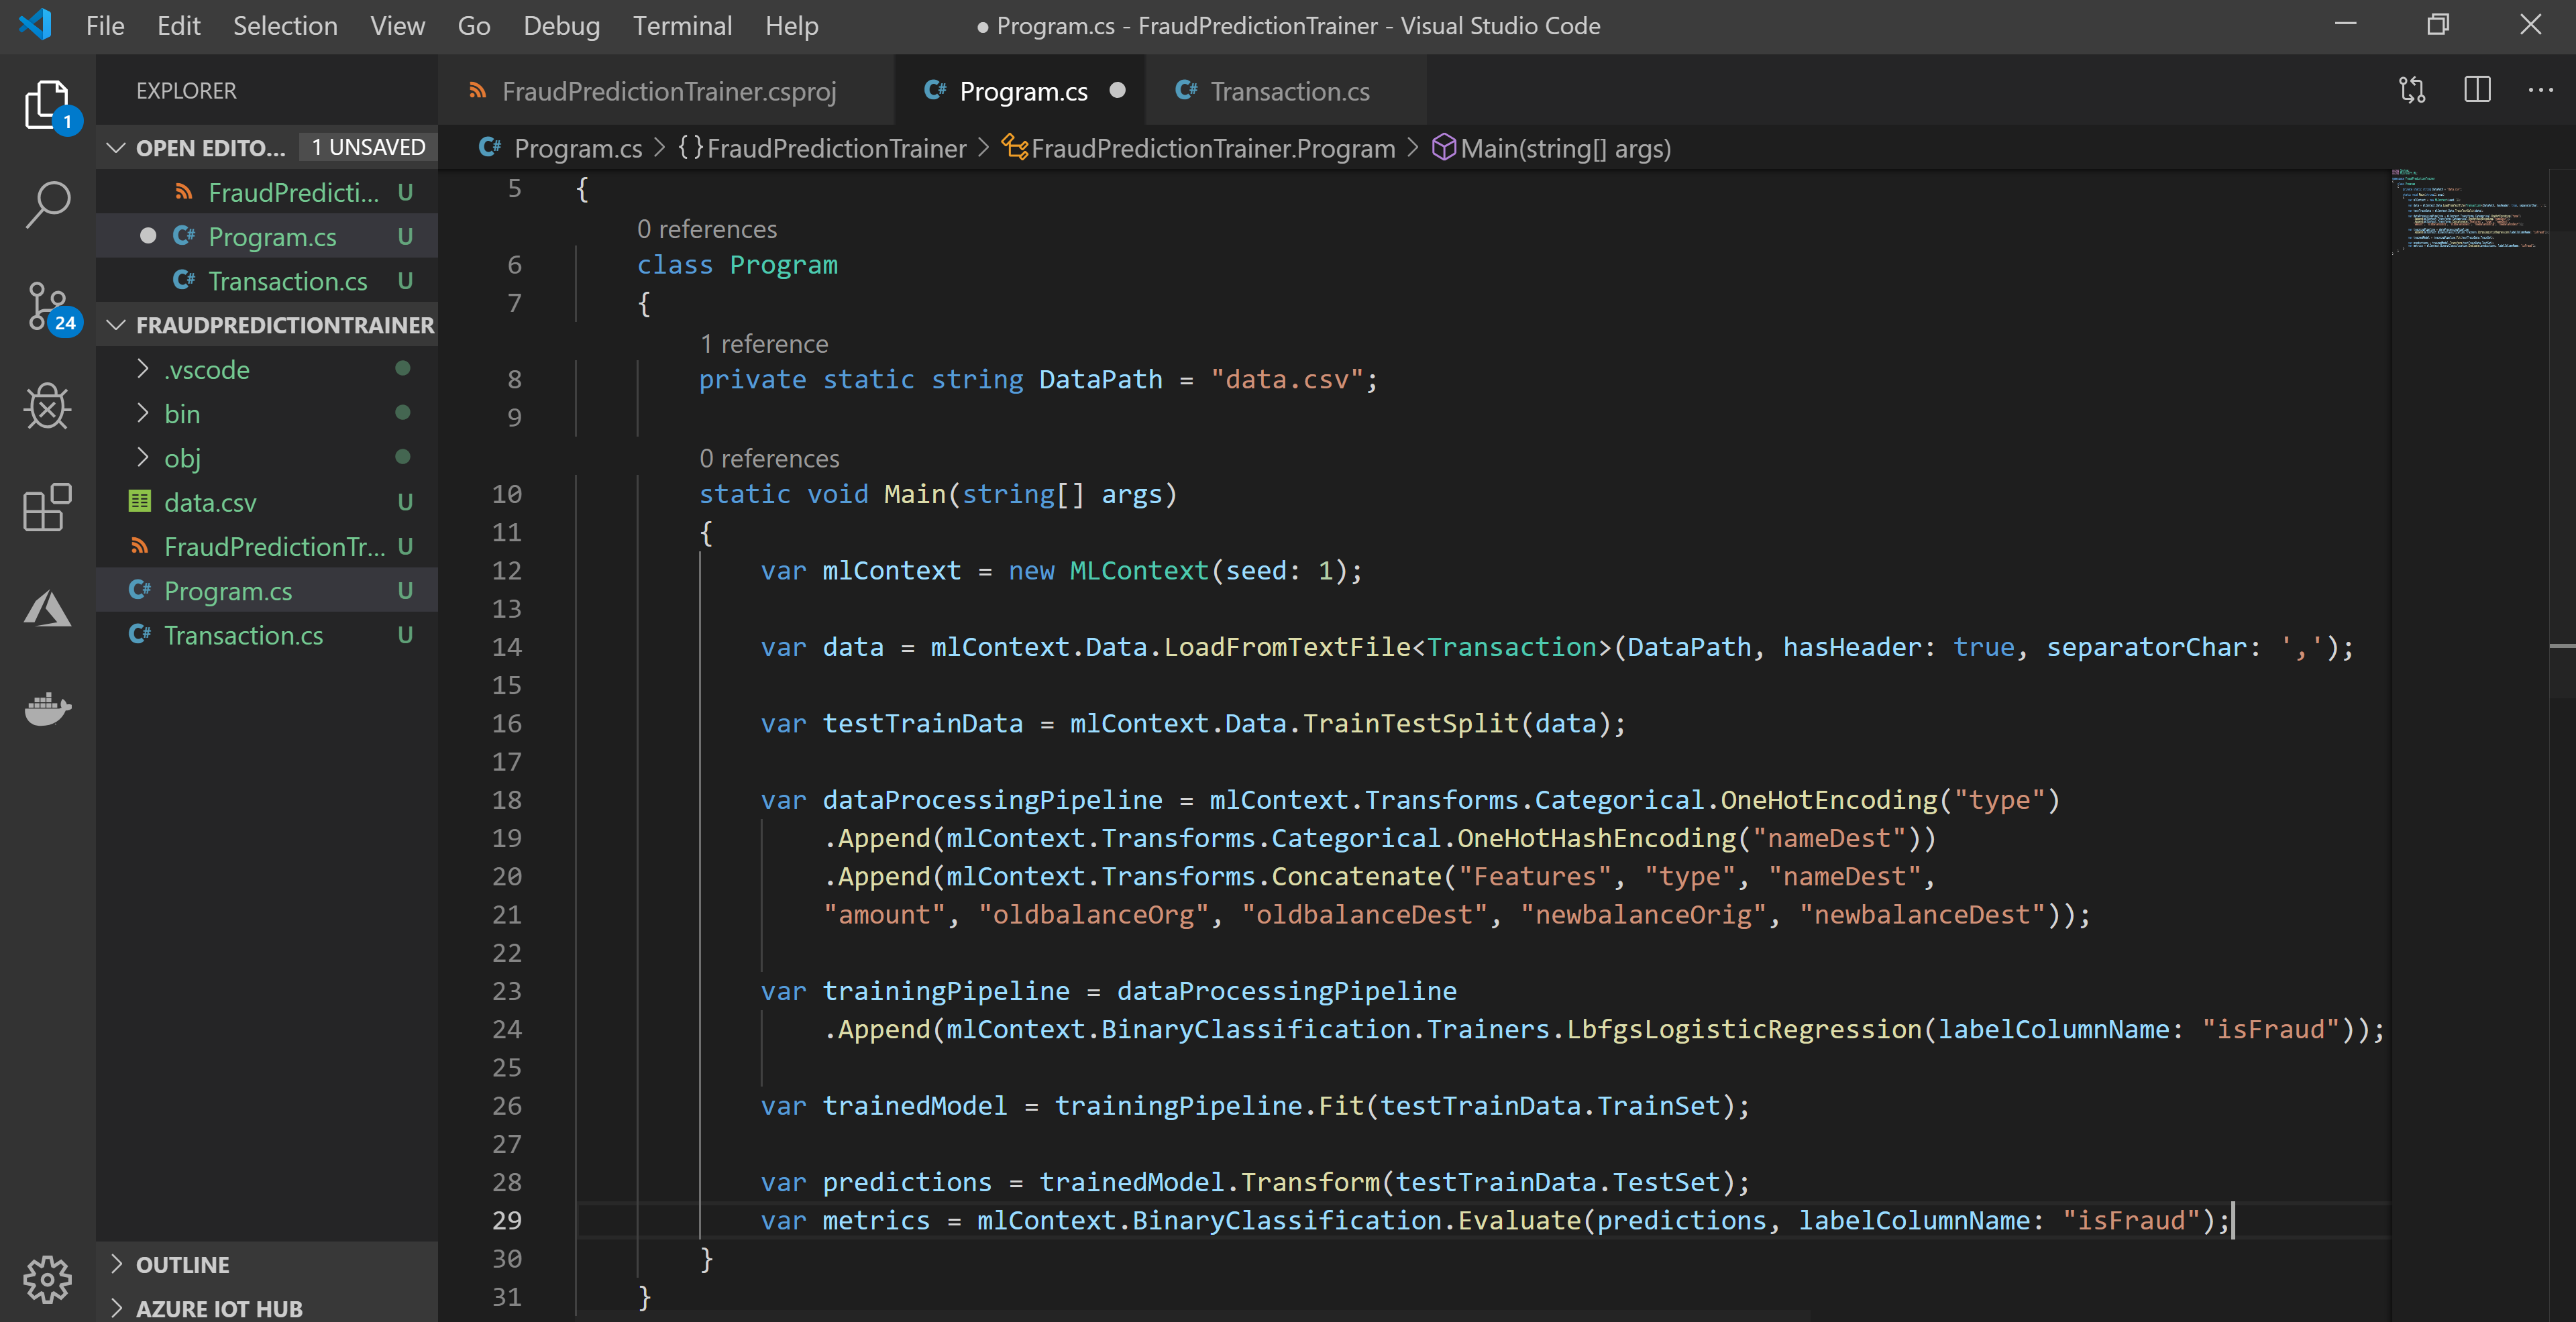 File Edit Selection View Go Debug Terminal Help ● Program.cs - FraudPredictionTrainer - Visual Studio Code
EXPLORER
FraudPredictionTrainer.csproj Program.cs Transaction.cs
OPEN EDITO... 1 UNSAVED
Program.cs > {} FraudPredictionTrainer > FraudPredictionTrainer.Program > Main(string[] args)
1
FraudPredicti... U
Program.cs U
Transaction.cs U
24
FRAUDPREDICTIONTRAINER
.vscode
bin
obj
data.csv U
FraudPredictionTr... U
Program.cs U
Transaction.cs U
OUTLINE
AZURE IOT HUB
5 {
0 references
6 class Program
7 {
1 reference
8 private static string DataPath = "data.csv";
9
0 references
10 static void Main(string[] args)
11 {
12 var mlContext = new MLContext(seed: 1);
13
14 var data = mlContext.Data.LoadFromTextFile<Transaction>(DataPath, hasHeader: true, separatorChar: ',');
15
16 var testTrainData = mlContext.Data.TrainTestSplit(data);
17
18 var dataProcessingPipeline = mlContext.Transforms.Categorical.OneHotEncoding("type")
19 .Append(mlContext.Transforms.Categorical.OneHotHashEncoding("nameDest"))
20 .Append(mlContext.Transforms.Concatenate("Features", "type", "nameDest",
21 "amount", "oldbalanceOrg", "oldbalanceDest", "newbalanceOrig", "newbalanceDest"));
22
23 var trainingPipeline = dataProcessingPipeline
24 .Append(mlContext.BinaryClassification.Trainers.LbfgsLogisticRegression(labelColumnName: "isFraud"));
25
26 var trainedModel = trainingPipeline.Fit(testTrainData.TrainSet);
27
28 var predictions = trainedModel.Transform(testTrainData.TestSet);
29 var metrics = mlContext.BinaryClassification.Evaluate(predictions, labelColumnName: "isFraud");
30 }
31 }